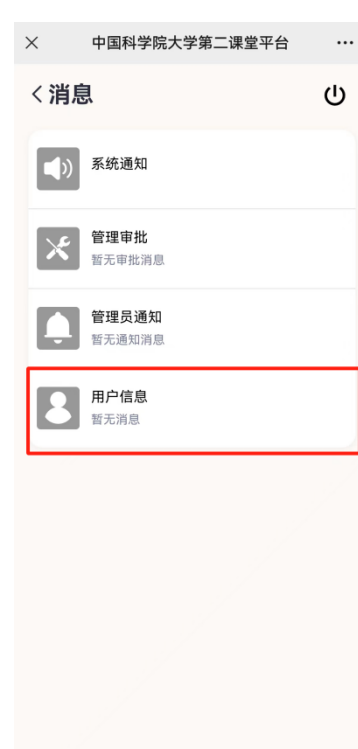 中国科学院大学第二课堂平台
消息
系统通知
管理审批
暂无审批消息
管理员通知
暂无通知消息
用户信息
暂无消息